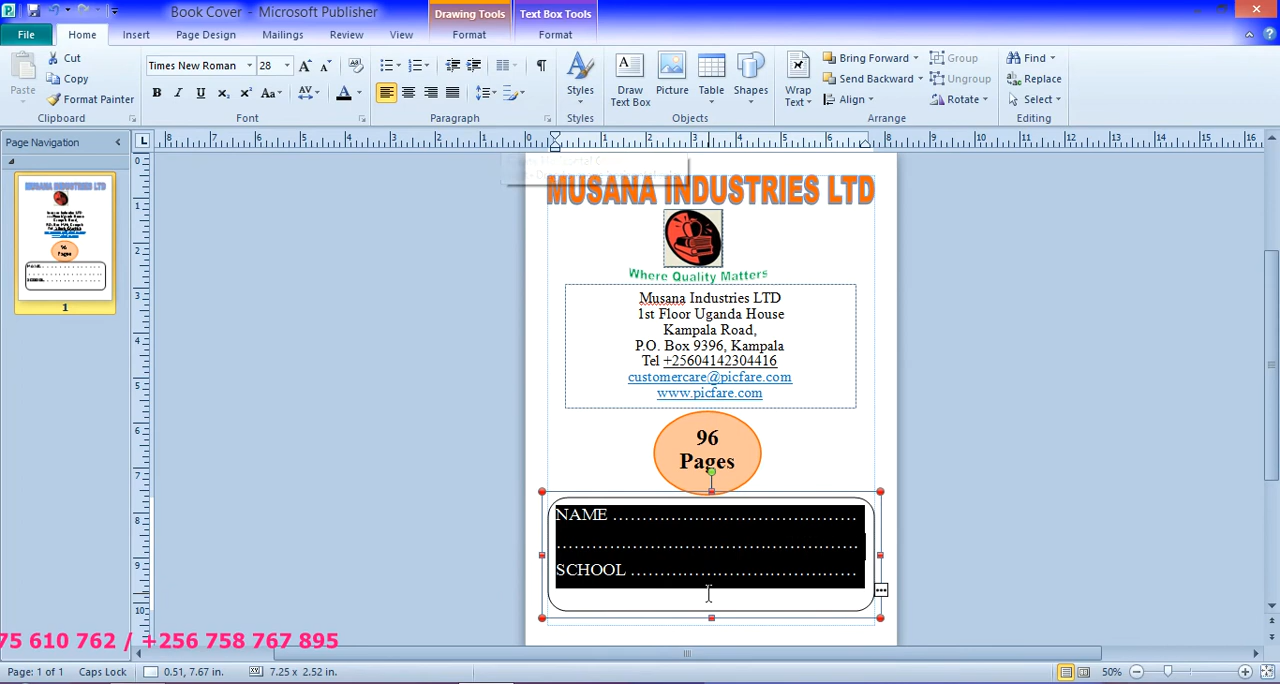 Book Cover - Microsoft Publisher
Drawing Tools
Text Box Tools
File
Home
Insert
Page Design
Mailings
Review
View
Format
Format
Paste
Cut
Copy
Format Painter
Clipboard
Times New Roman
28
Font
Paragraph
Styles
Styles
Draw Text Box
Picture
Table
Shapes
Objects
Wrap Text
Bring Forward
Send Backward
Align
Group
Ungroup
Rotate
Arrange
Find
Replace
Select
Editing
Page Navigation
1
MUSANA INDUSTRIES LTD
Where Quality Matters
Musana Industries LTD
1st Floor Uganda House
Kampala Road,
P.O. Box 9396, Kampala
Tel +25604142304416
customercare@picfare.com
www.picfare.com
96
Pages
NAME ........................................
...................................................
SCHOOL ......................................
75 610 762 / +256 758 767 895
Page: 1 of 1
Caps Lock
0.51, 7.67 in.
7.25 x 2.52 in.
50%